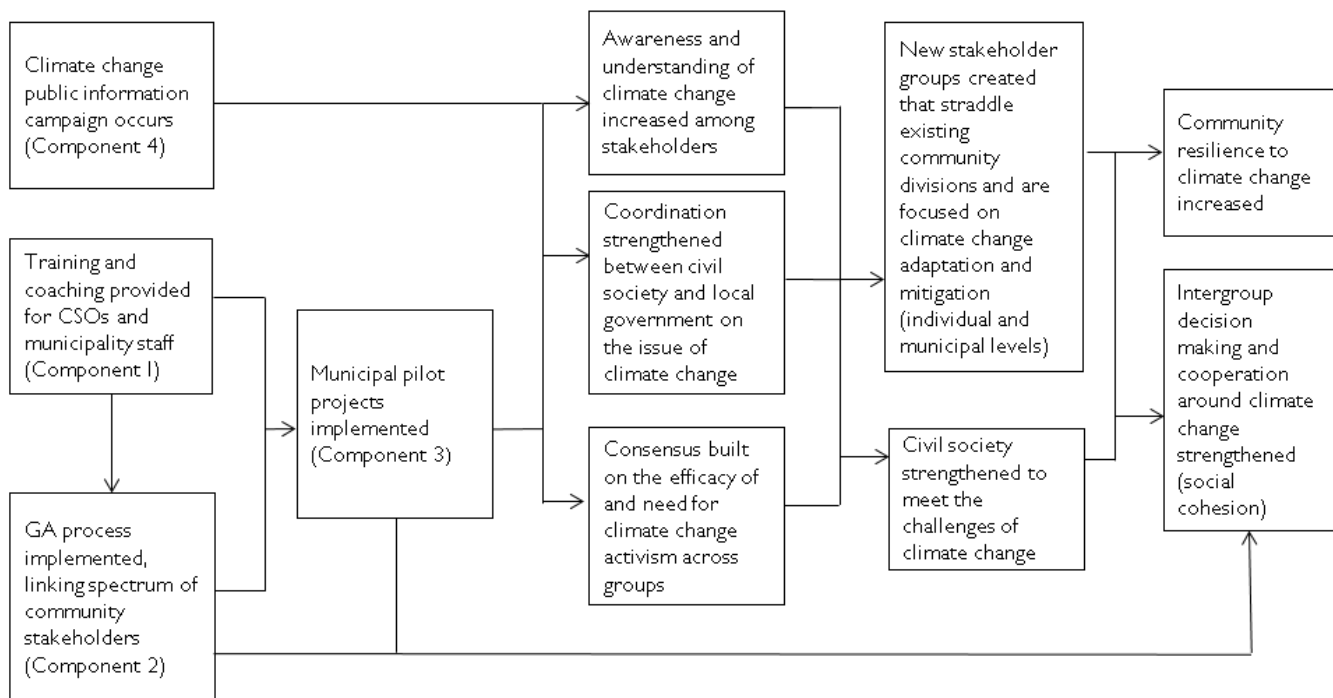 Climate change
public information
campaign occurs
(Component 4)
Training and
coaching provided
for CSOs and
municipality staff
(Component I)
GA process
implemented,
linking spectrum of
community
stakeholders
(Component 2)
Municipal pilot
projects
implemented
(Component 3)
Awareness and
understanding of
climate change
increased among
stakeholders
Coordination
strengthened
between civil
society and local
government on
the issue of
climate change
Consensus built
on the efficacy of
and need for
climate change
activism across
groups
New stakeholder
groups created
that straddle
existing
community
divisions and are
focused on
climate change
adaptation and
mitigation
(individual and
municipal levels)
Civil society
strengthened to
meet the
challenges of
climate change
Community
resilience to
climate change
increased
Intergroup
decision
making and
cooperation
around climate
change
strengthened
(social
cohesion)